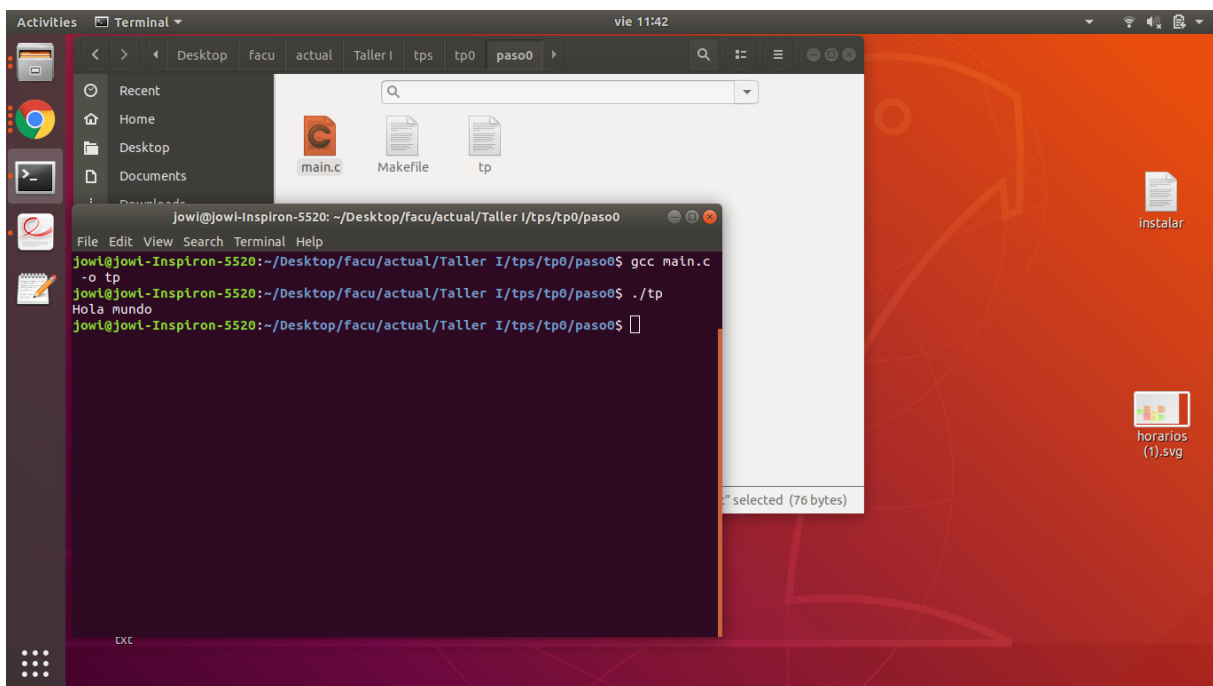 Activities Terminal vie 11:42
Desktop facu actual Taller I tps tp0 paso0
Recent
Home
Desktop
Documents
main.c Makefile tp
instalar
jowi@jowi-Inspiron-5520: ~/Desktop/facu/actual/Taller I/tps/tp0/paso0
File Edit View Search Terminal Help
jowi@jowi-Inspiron-5520:~/Desktop/facu/actual/Taller I/tps/tp0/paso0$ gcc main.c
-o tp
jowi@jowi-Inspiron-5520:~/Desktop/facu/actual/Taller I/tps/tp0/paso0$ ./tp
Hola mundo
jowi@jowi-Inspiron-5520:~/Desktop/facu/actual/Taller I/tps/tp0/paso0$
horarios
(1).svg
" selected (76 bytes)
txt